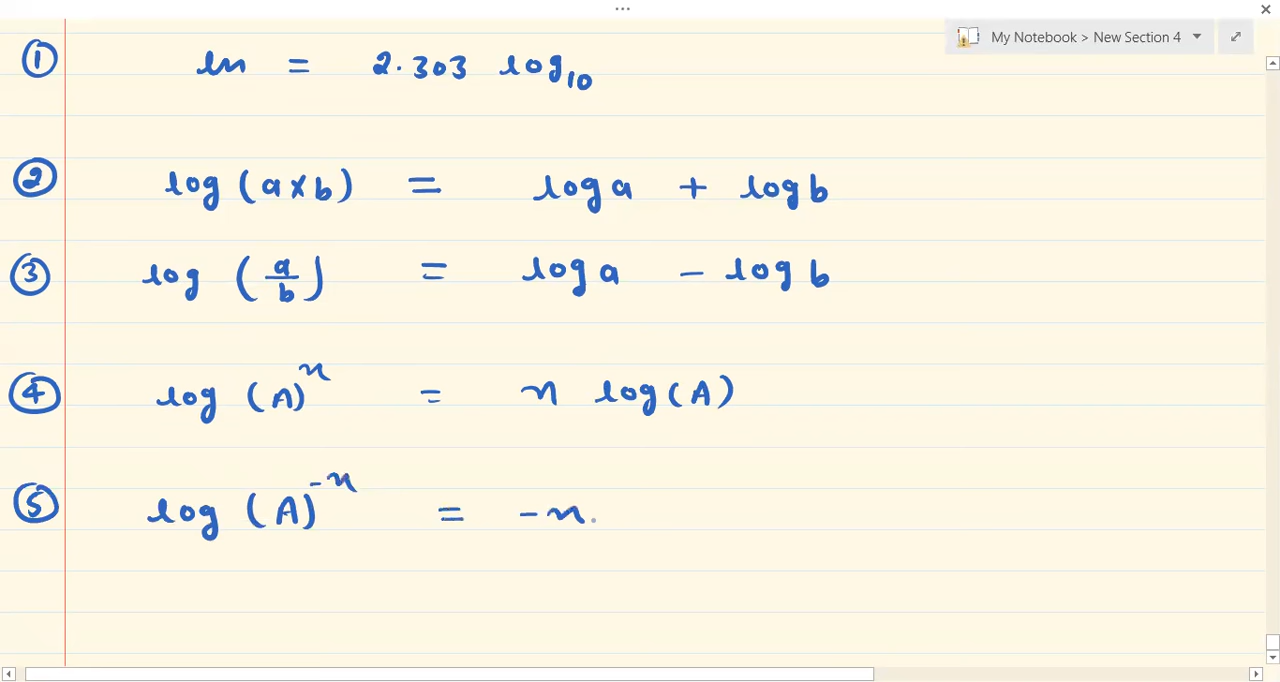 ...
My Notebook > New Section 4
① ln = 2.303 log₁₀
② log (a×b) = log a + log b
③ log (a/b) = log a - log b
④ log (A)ⁿ = n log(A)
⑤ log (A)⁻ⁿ = -n